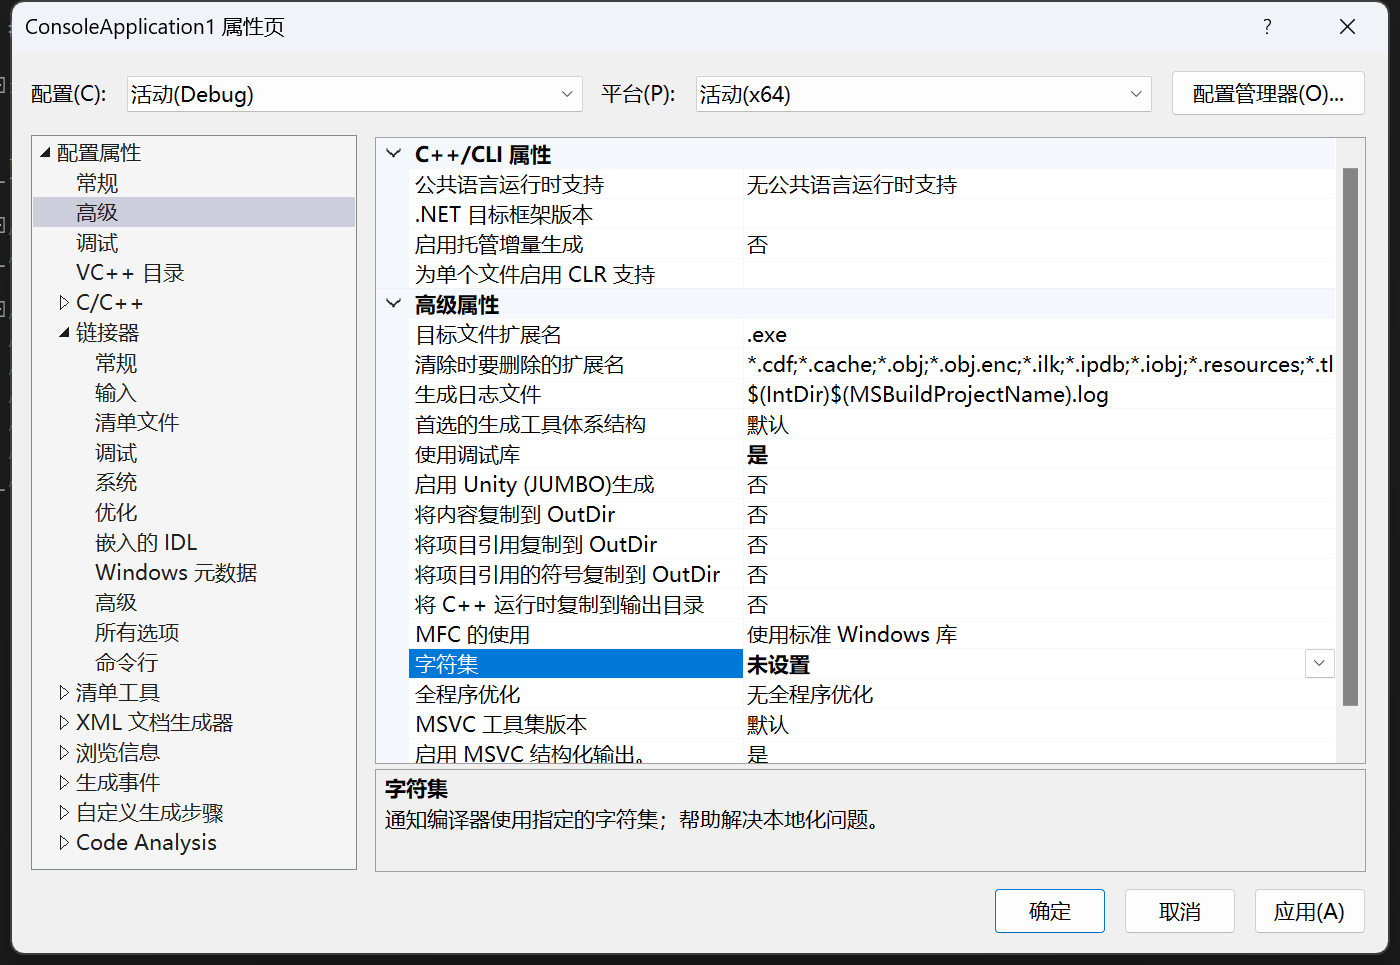 ConsoleApplication1 属性页
?
配置(C): 活动(Debug) 平台(P): 活动(x64) 配置管理器(O)...
配置属性
常规
高级
调试
VC++ 目录
C/C++
链接器
常规
输入
清单文件
调试
系统
优化
嵌入的 IDL
Windows 元数据
高级
所有选项
命令行
清单工具
XML 文档生成器
浏览信息
生成事件
自定义生成步骤
Code Analysis
C++/CLI 属性
公共语言运行时支持 无公共语言运行时支持
.NET 目标框架版本
启用托管增量生成 否
为单个文件启用 CLR 支持
高级属性
目标文件扩展名 .exe
清除时要删除的扩展名 *.cdf;*.cache;*.obj;*.obj.enc;*.ilk;*.ipdb;*.iobj;*.resources;*.tl
生成日志文件 $(IntDir)$(MSBuildProjectName).log
首选的生成工具体系结构 默认
使用调试库 是
启用 Unity (JUMBO)生成 否
将内容复制到 OutDir 否
将项目引用复制到 OutDir 否
将项目引用的符号复制到 OutDir 否
将 C++ 运行时复制到输出目录 否
MFC 的使用 使用标准 Windows 库
字符集 未设置
全程序优化 无全程序优化
MSVC 工具集版本 默认
启用 MSVC 结构化输出。 是
字符集
通知编译器使用指定的字符集；帮助解决本地化问题。
确定 取消 应用(A)